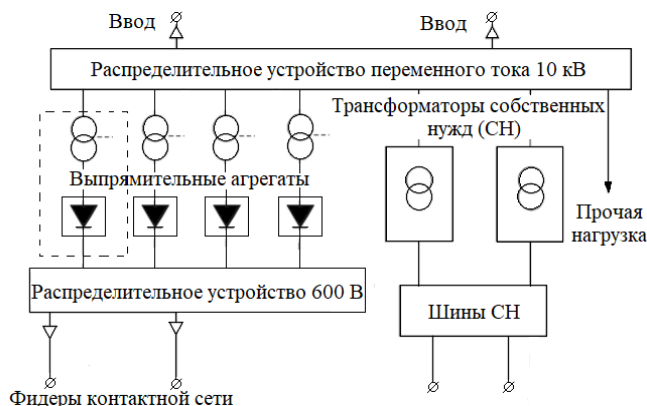 Ввод
Ввод
Распределительное устройство переменного тока 10 кВ
Трансформаторы собственных
нужд (СН)
Выпрямительные агрегаты
Прочая
нагрузка
Распределительное устройство 600 В
Шины СН
Фидеры контактной сети